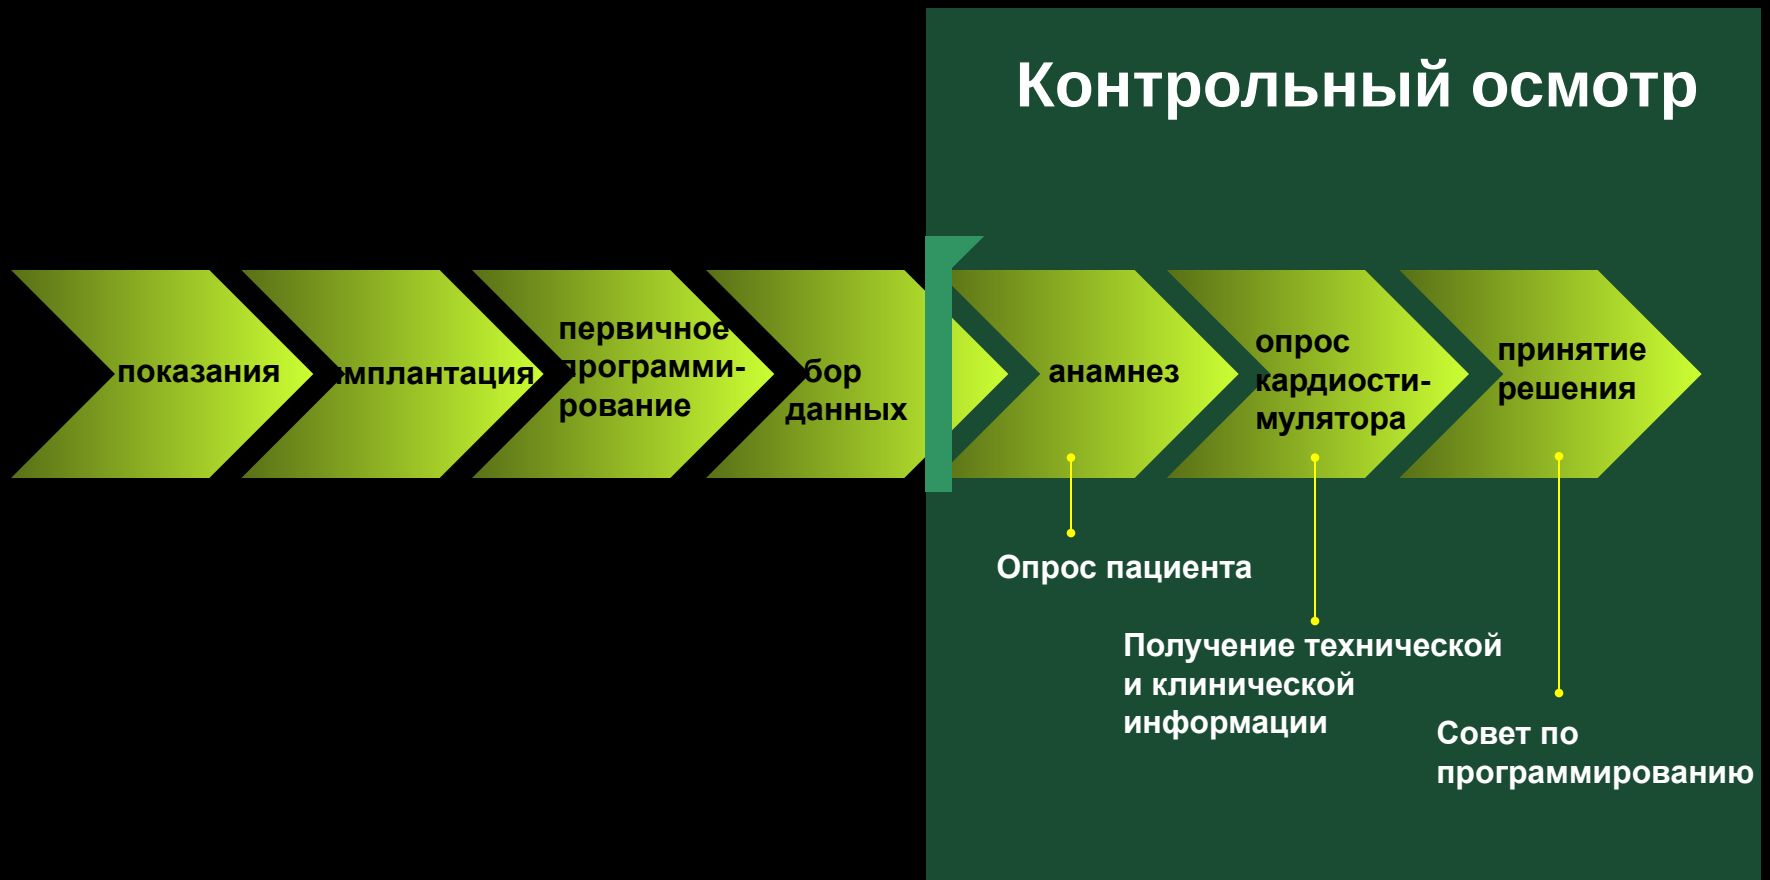 Контрольный осмотр
показания
имплантация
первичное
программи-
рование
бор
данных
анамнез
опрос
кардиости-
мулятора
принятие
решения
Опрос пациента
Получение технической
и клинической
информации
Совет по
программированию